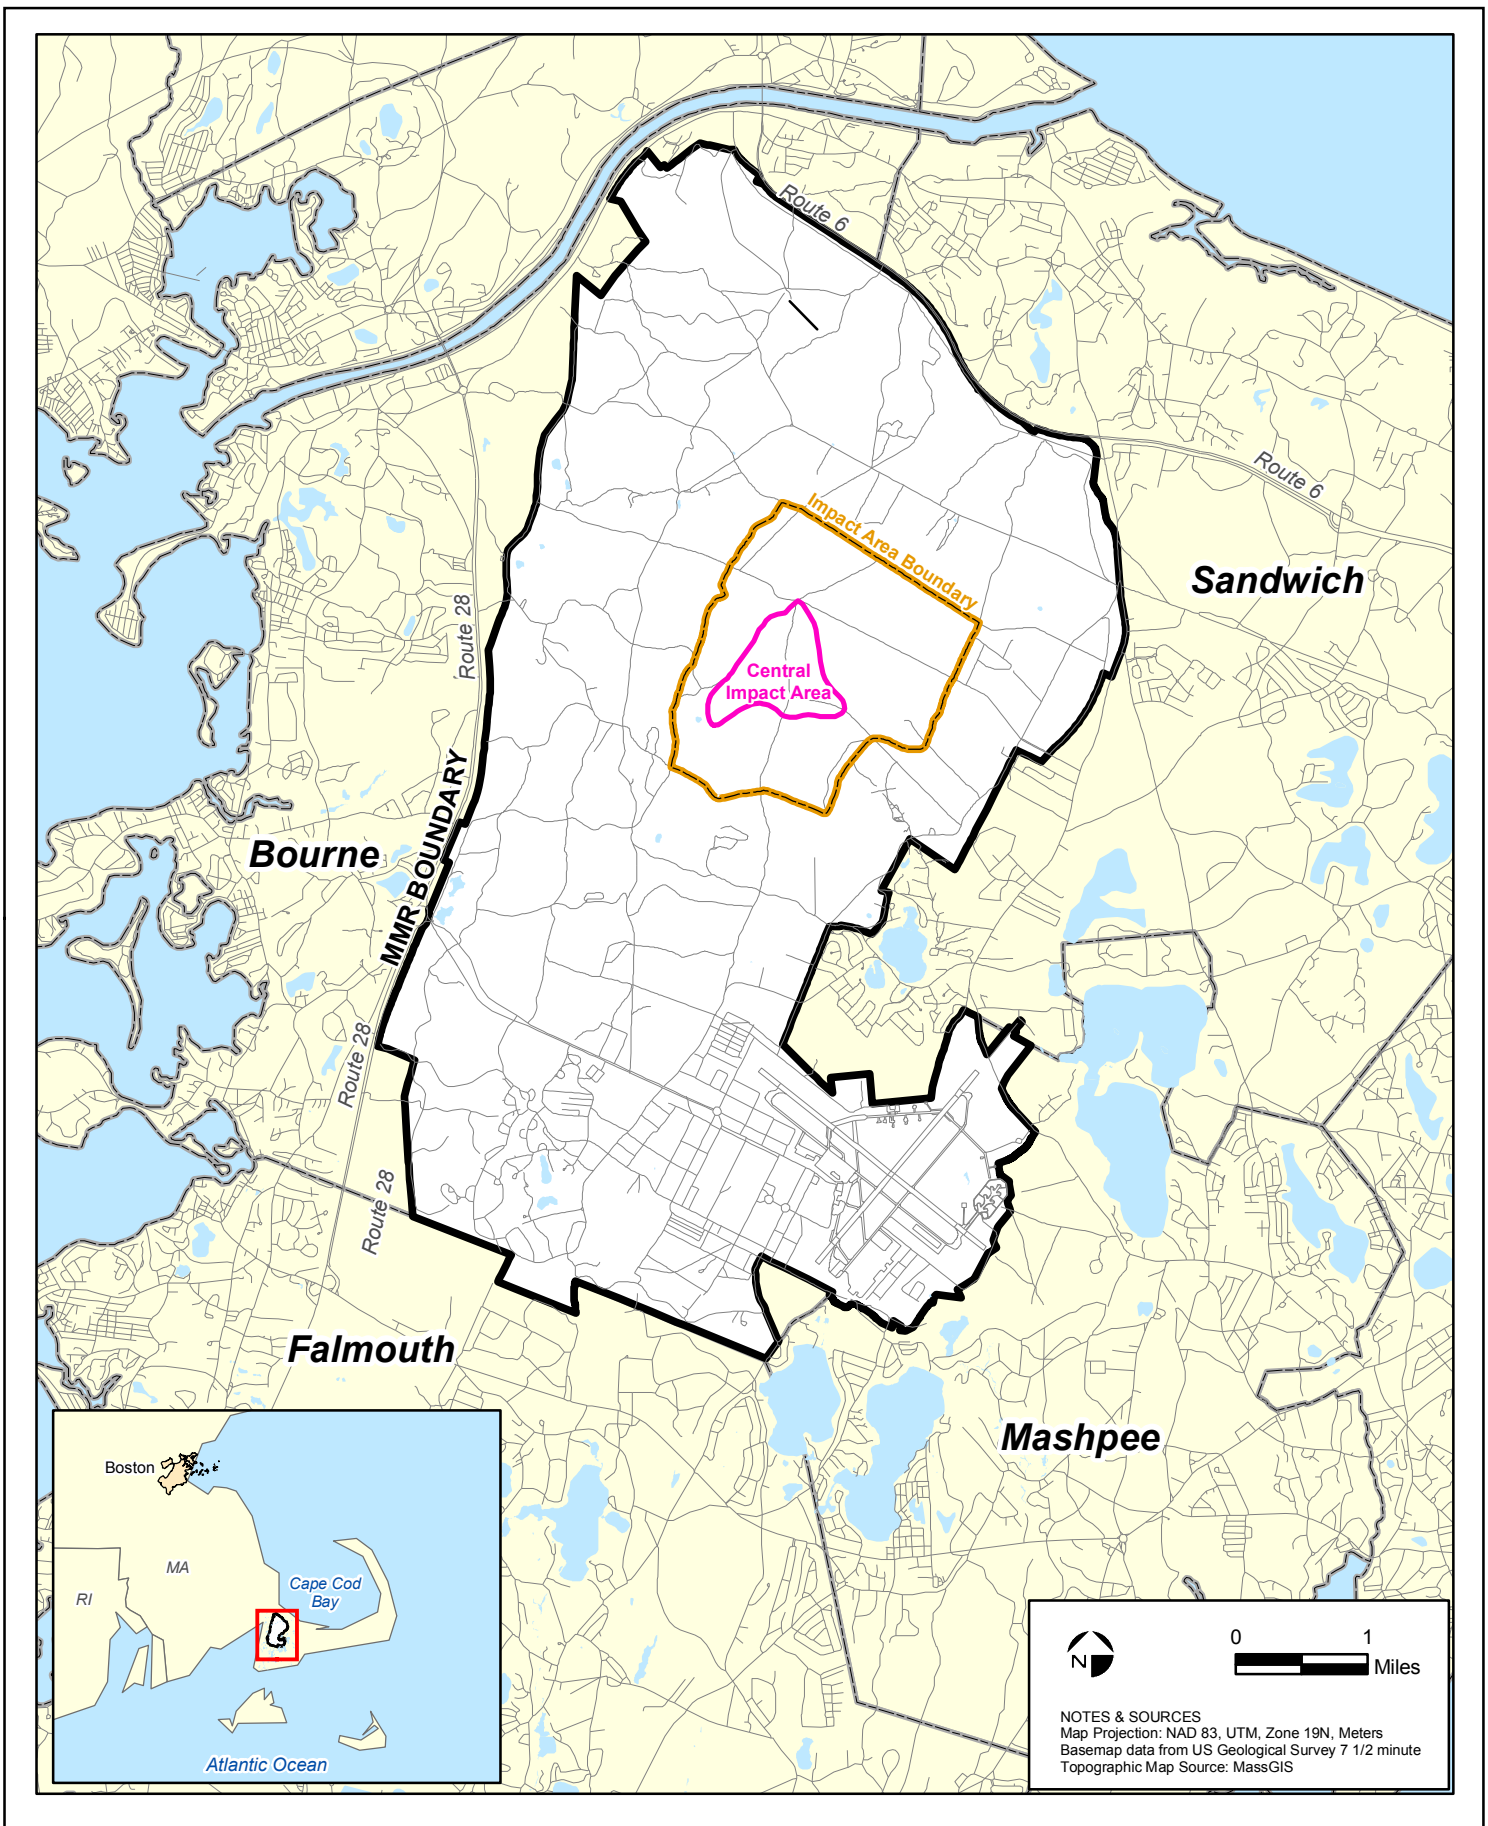 Route 6
Route 6
Impact Area Boundary
Sandwich
Route 28
Central
Impact Area
MMR BOUNDARY
Bourne
Route 28
Route 28
Falmouth
Mashpee
Boston
MA
RI
Cape Cod
Bay
Atlantic Ocean
N
0 1
Miles
NOTES & SOURCES
Map Projection: NAD 83, UTM, Zone 19N, Meters
Basemap data from US Geological Survey 7 1/2 minute
Topographic Map Source: MassGIS